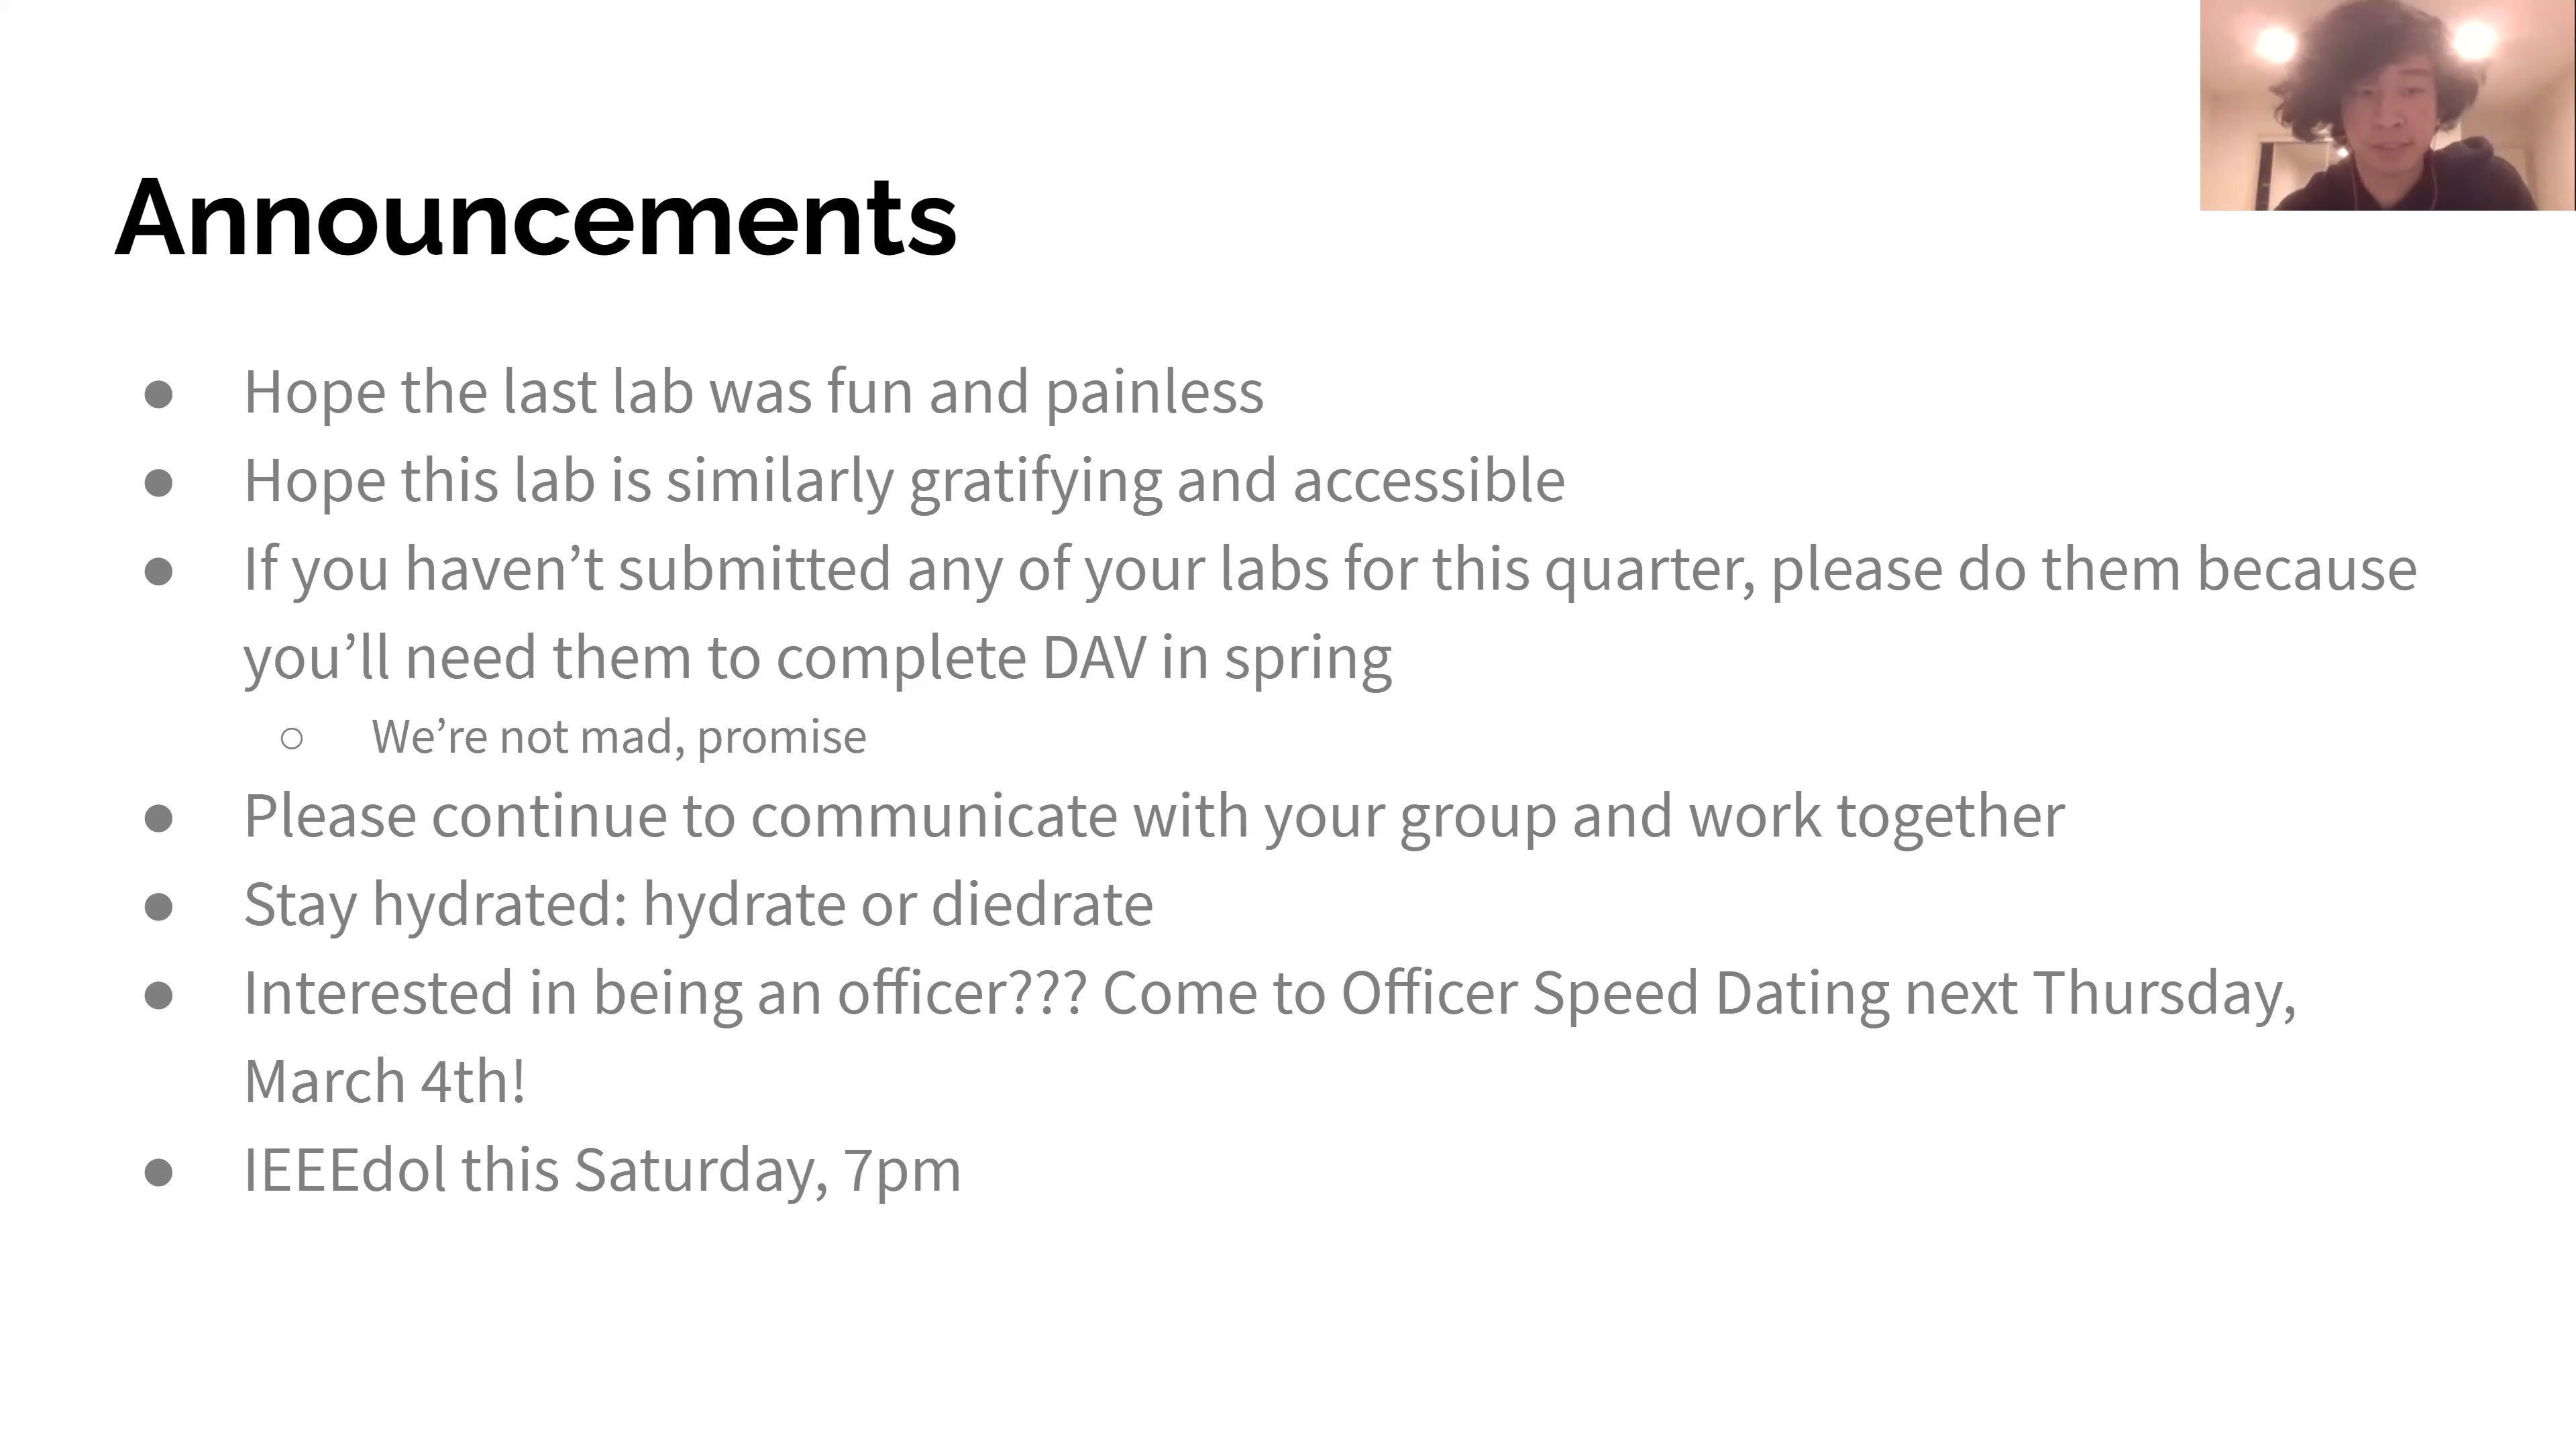 Announcements
● Hope the last lab was fun and painless
● Hope this lab is similarly gratifying and accessible
● If you haven’t submitted any of your labs for this quarter, please do them because
you’ll need them to complete DAV in spring
○ We’re not mad, promise
● Please continue to communicate with your group and work together
● Stay hydrated: hydrate or diedrate
● Interested in being an officer??? Come to Officer Speed Dating next Thursday,
March 4th!
● IEEEdol this Saturday, 7pm